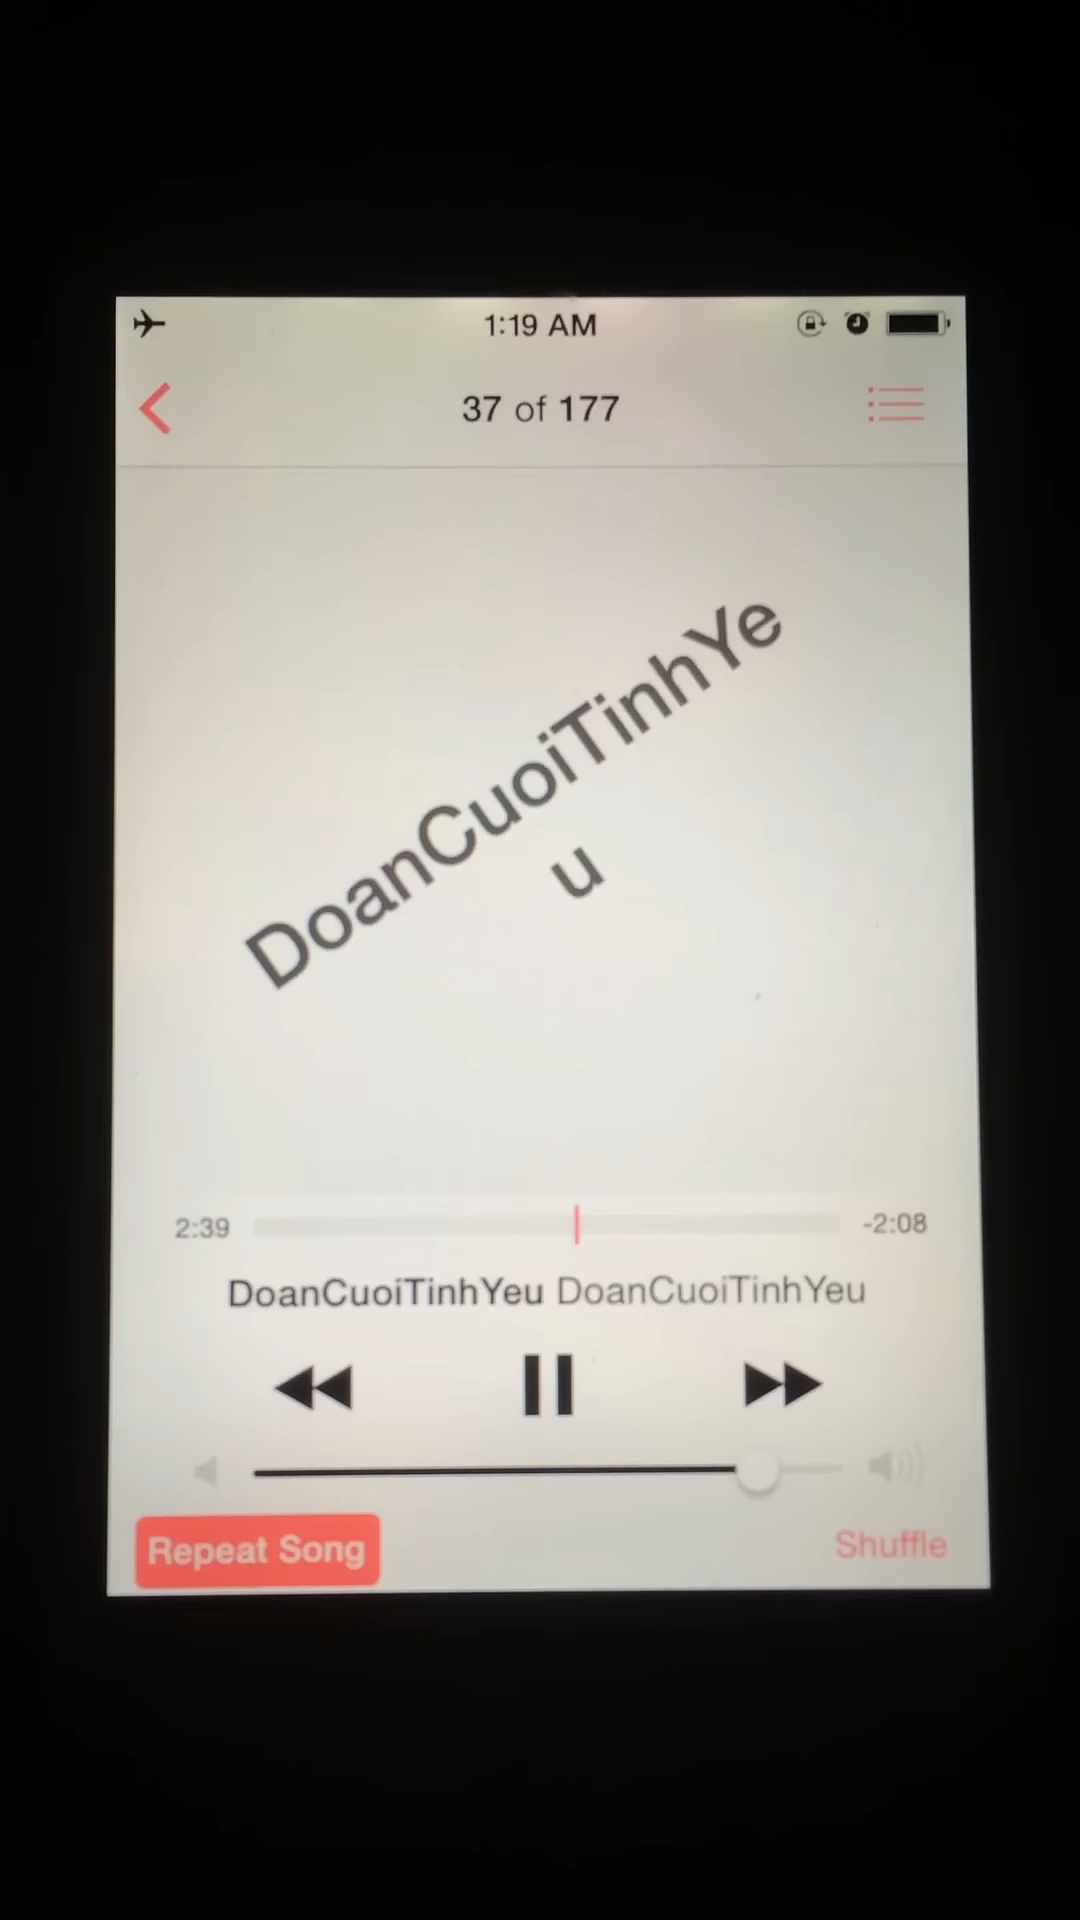 1:19 AM
37 of 177
DoanCuoiTinhYe
u
2:39
-2:08
DoanCuoiTinhYeu DoanCuoiTinhYeu
Repeat Song
Shuffle